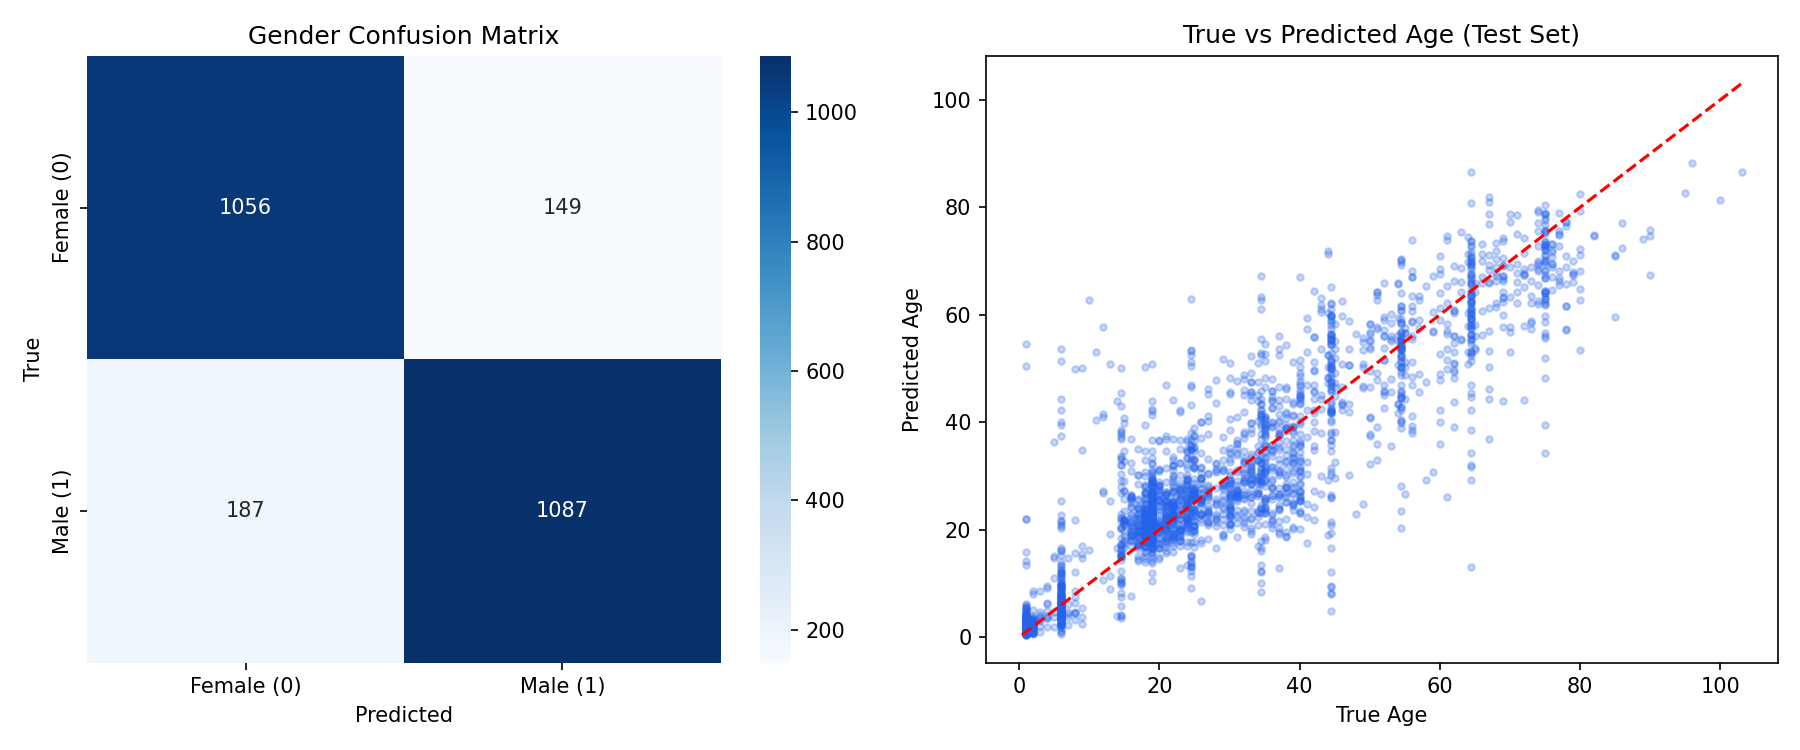 Gender Confusion Matrix
True
Female (0)
Male (1)
1056
149
187
1087
Female (0)
Male (1)
Predicted
1000
800
600
400
200
True vs Predicted Age (Test Set)
Predicted Age
100
80
60
40
20
0
0
20
40
60
80
100
True Age